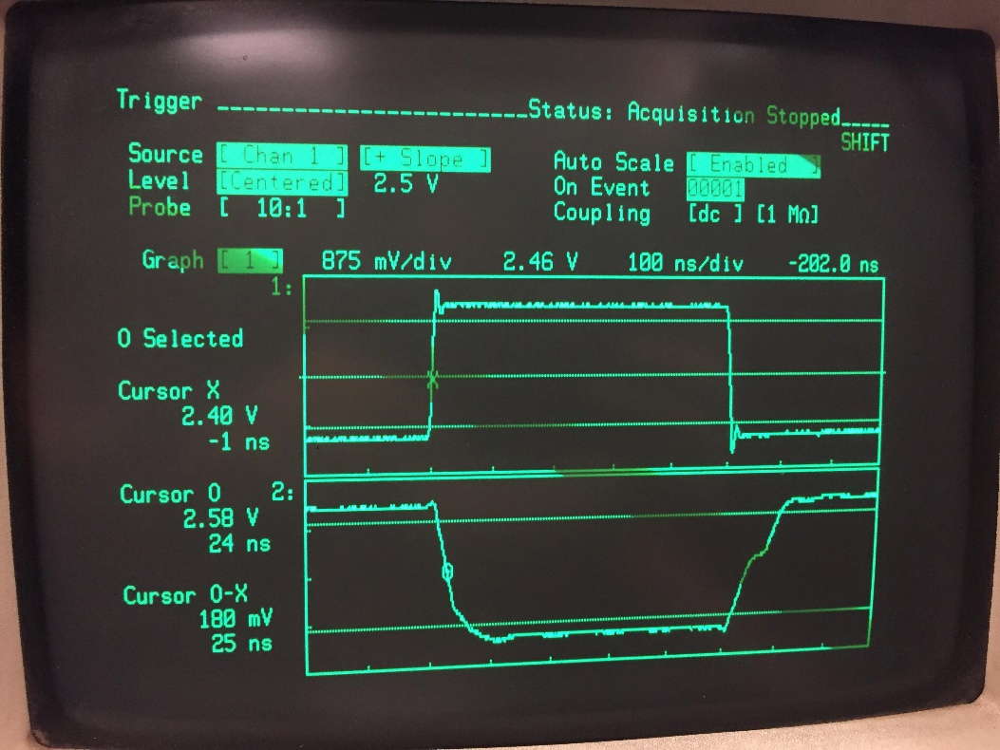 Trigger _________________________Status: Acquisition Stopped_____
SHIFT
Source [ Chan 1 ] [+ Slope ] Auto Scale [ Enabled ]
Level [Centered] 2.5 V On Event 00001
Probe [ 10:1 ] Coupling [dc ] [1 MΩ]
Graph [ 1 ] 875 mV/div 2.46 V 100 ns/div -202.0 ns
1:
O Selected
Cursor X
2.40 V
-1 ns
Cursor O 2:
2.58 V
24 ns
Cursor O-X
180 mV
25 ns